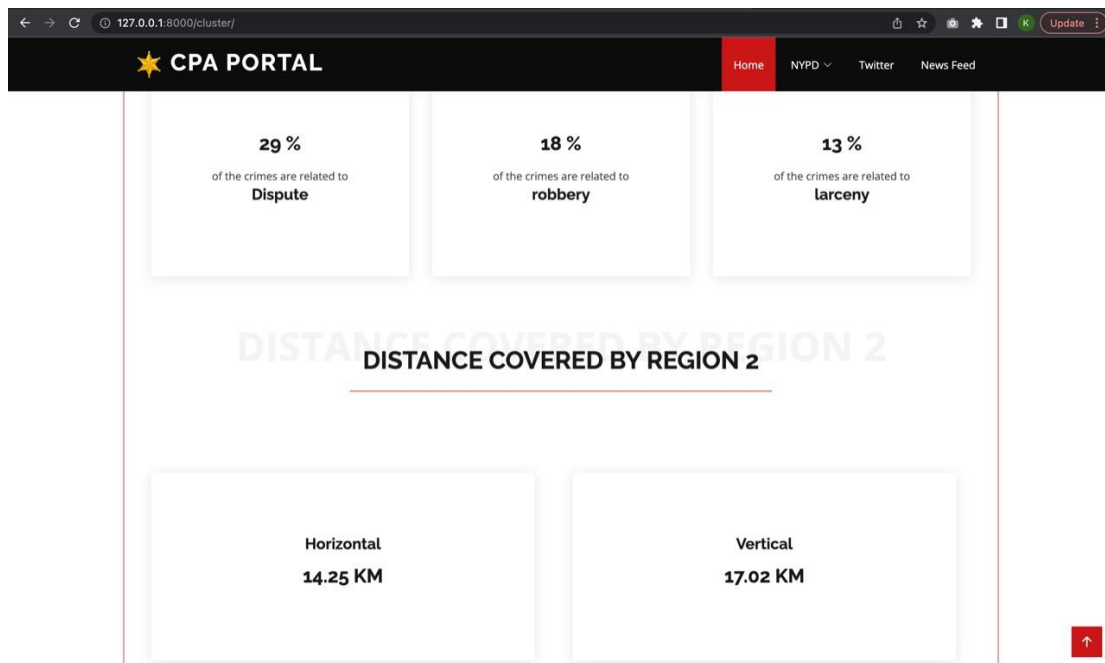 127.0.0.1:8000/cluster/
K
Update
CPA PORTAL
Home
NYPD
Twitter
News Feed
29 %
of the crimes are related to
Dispute
18 %
of the crimes are related to
robbery
13 %
of the crimes are related to
larceny
DISTANCE COVERED BY REGION 2
DISTANCE COVERED BY REGION 2
Horizontal
14.25 KM
Vertical
17.02 KM